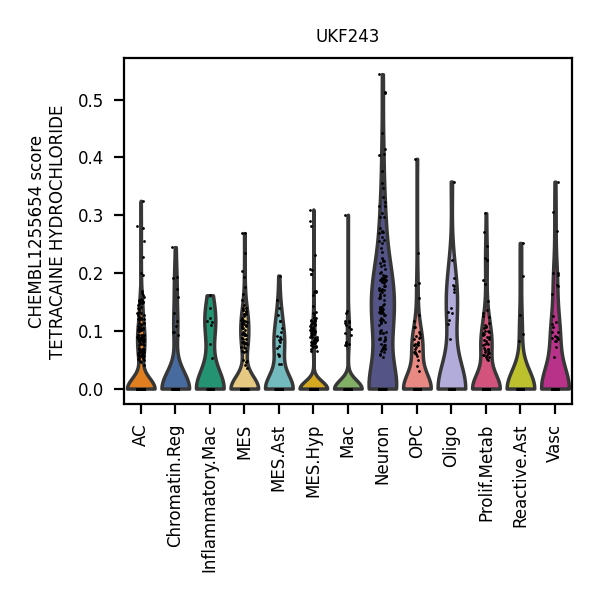 UKF243
CHEMBL1255654 score
TETRACAINE HYDROCHLORIDE
0.5
0.4
0.3
0.2
0.1
0.0
AC
Chromatin.Reg
Inflammatory.Mac
MES
MES.Ast
MES.Hyp
Mac
Neuron
OPC
Oligo
Prolif.Metab
Reactive.Ast
Vasc